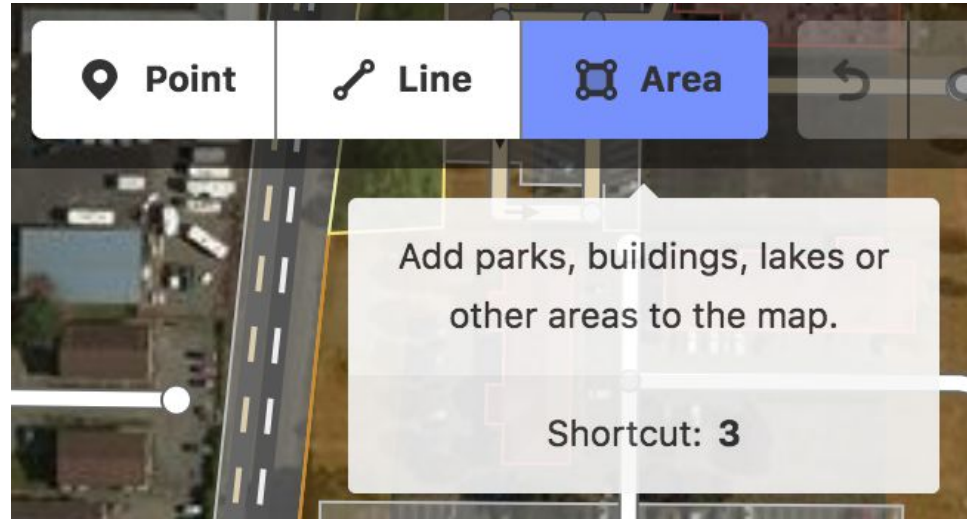 Point Line Area
Add parks, buildings, lakes or
other areas to the map.
Shortcut: 3